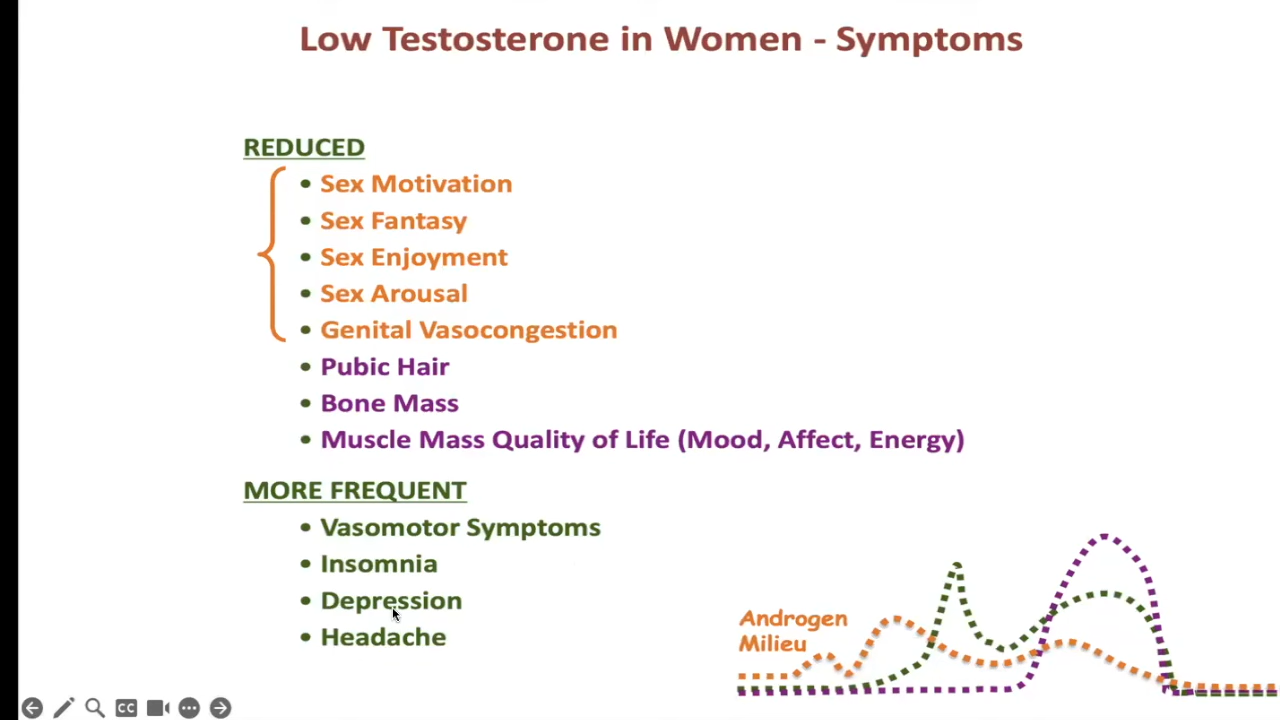 Low Testosterone in Women - Symptoms
REDUCED
• Sex Motivation
• Sex Fantasy
• Sex Enjoyment
• Sex Arousal
• Genital Vasocongestion
• Pubic Hair
• Bone Mass
• Muscle Mass Quality of Life (Mood, Affect, Energy)
MORE FREQUENT
• Vasomotor Symptoms
• Insomnia
• Depression
• Headache
Androgen
Milieu
CC